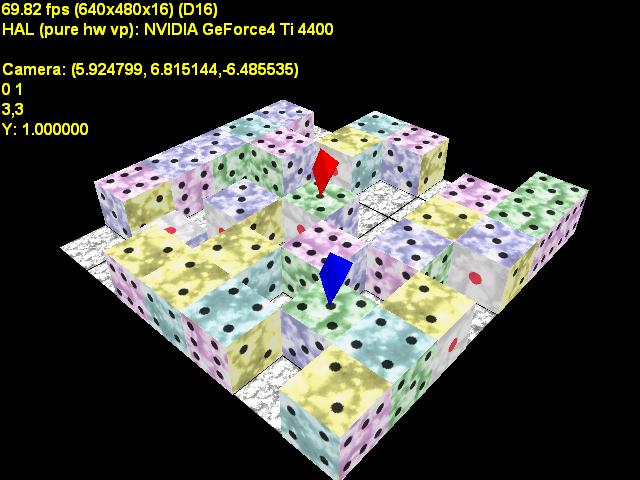 69.82 fps (640x480x16) (D16)
HAL (pure hw vp): NVIDIA GeForce4 Ti 4400
Camera: (5.924799, 6.815144,-6.485535)
0 1
3,3
Y: 1.000000